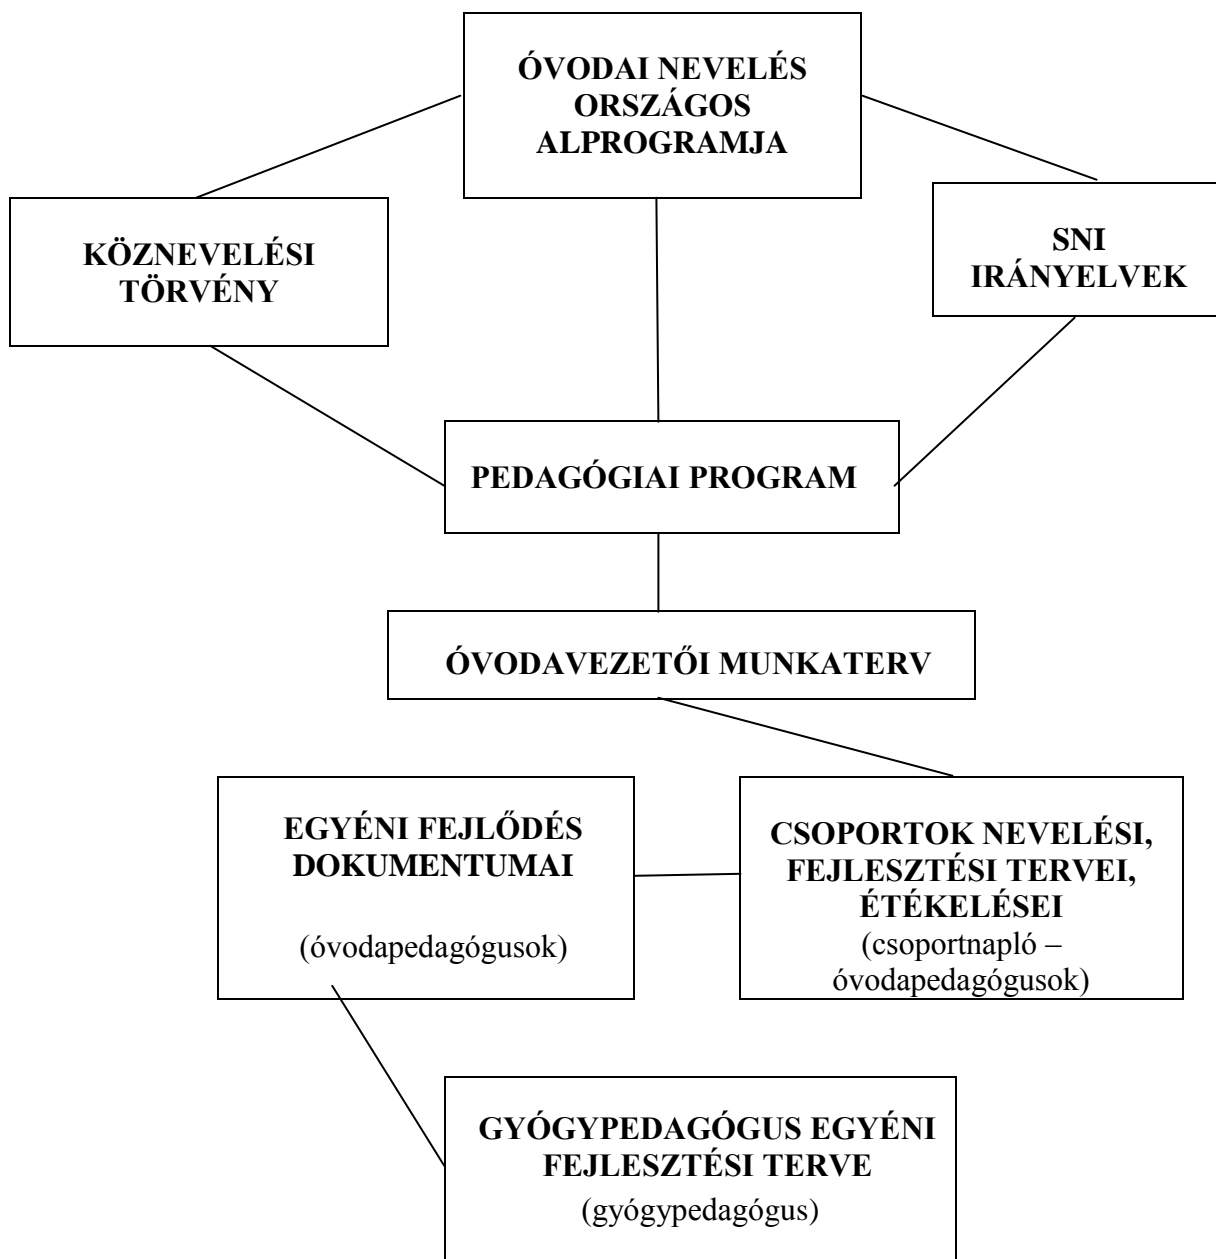 ÓVODAI NEVELÉS
ORSZÁGOS
ALPROGRAMJA
KÖZNEVELÉSI
TÖRVÉNY
SNI
IRÁNYELVEK
PEDAGÓGIAI PROGRAM
ÓVODAVEZETŐI MUNKATERV
EGYÉNI FEJLŐDÉS
DOKUMENTUMAI
(óvodapedagógusok)
CSOPORTOK NEVELÉSI,
FEJLESZTÉSI TERVEI,
ÉTÉKELÉSEI
(csoportnapló –
óvodapedagógusok)
GYÓGYPEDAGÓGUS EGYÉNI
FEJLESZTÉSI TERVE
(gyógypedagógus)